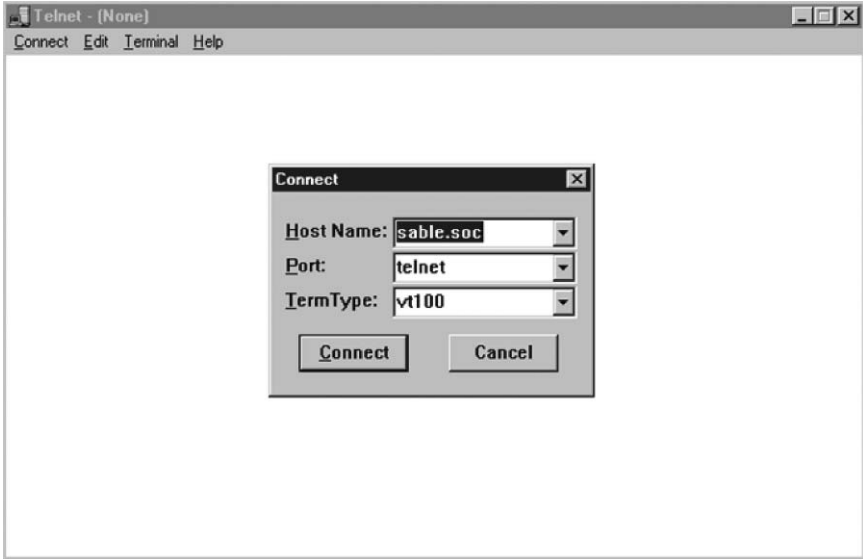 Telnet - (None)
Connect Edit Terminal Help
Connect
Host Name: sable.soc
Port: telnet
TermType: vt100
Connect Cancel